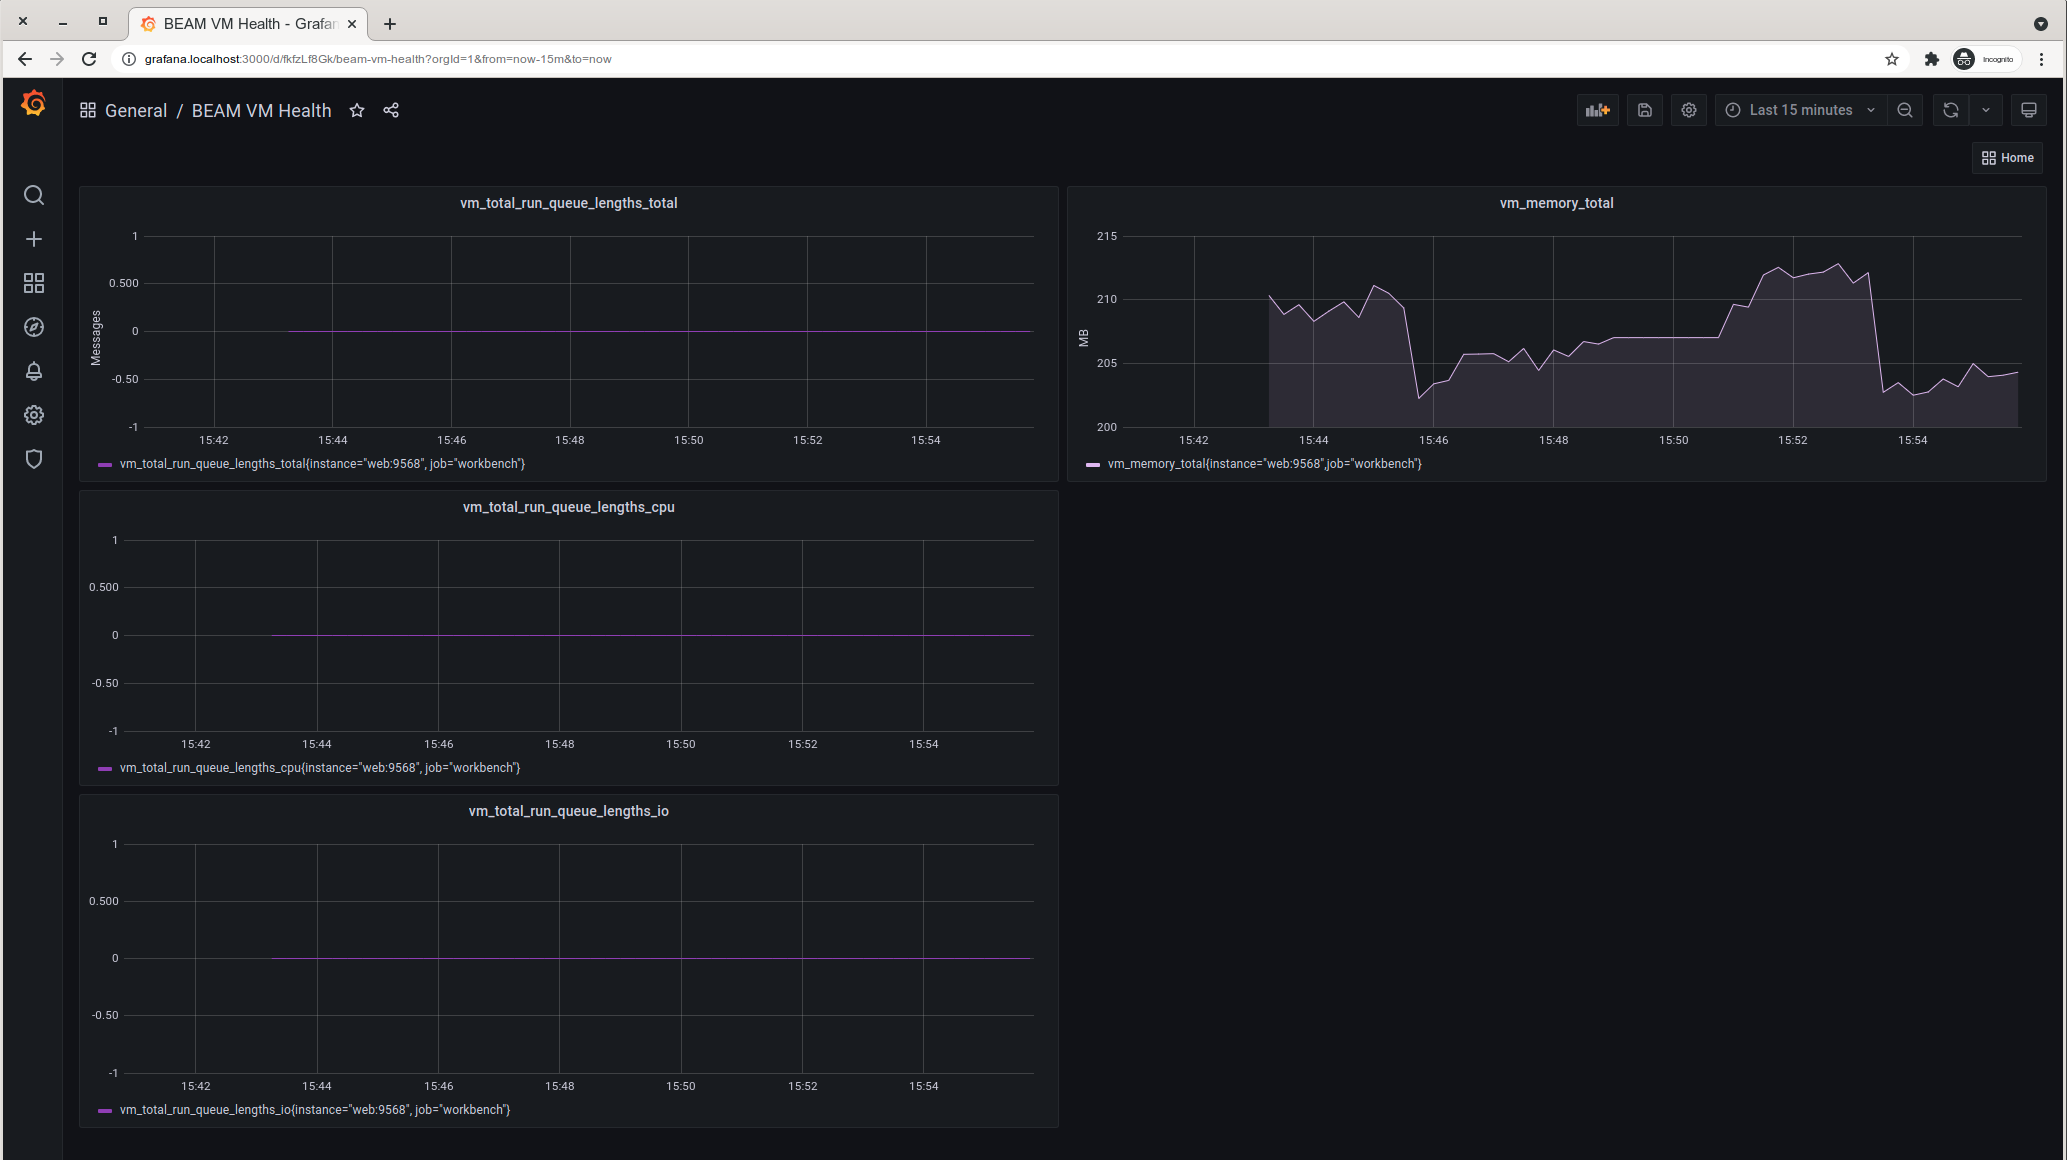 BEAM VM Health - Grafan
grafana.localhost:3000/d/fkfzLf8Gk/beam-vm-health?orgId=1&from=now-15m&to=now
Incognito
General / BEAM VM Health
Last 15 minutes
Home
vm_total_run_queue_lengths_total
Messages
1
0.500
0
-0.50
-1
15:42 15:44 15:46 15:48 15:50 15:52 15:54
vm_total_run_queue_lengths_total{instance="web:9568", job="workbench"}
vm_memory_total
MB
215
210
205
200
15:42 15:44 15:46 15:48 15:50 15:52 15:54
vm_memory_total{instance="web:9568",job="workbench"}
vm_total_run_queue_lengths_cpu
1
0.500
0
-0.50
-1
15:42 15:44 15:46 15:48 15:50 15:52 15:54
vm_total_run_queue_lengths_cpu{instance="web:9568", job="workbench"}
vm_total_run_queue_lengths_io
1
0.500
0
-0.50
-1
15:42 15:44 15:46 15:48 15:50 15:52 15:54
vm_total_run_queue_lengths_io{instance="web:9568", job="workbench"}